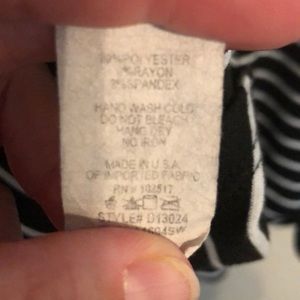 POLYESTER
%RAYON
%SPANDEX
HAND WASH COLD
DO NOT BLEACH
HANG DRY
NO IRON
MADE IN U.S.A.
OF IMPORTED FABRIC
RN# 102517
STYLE# D13024